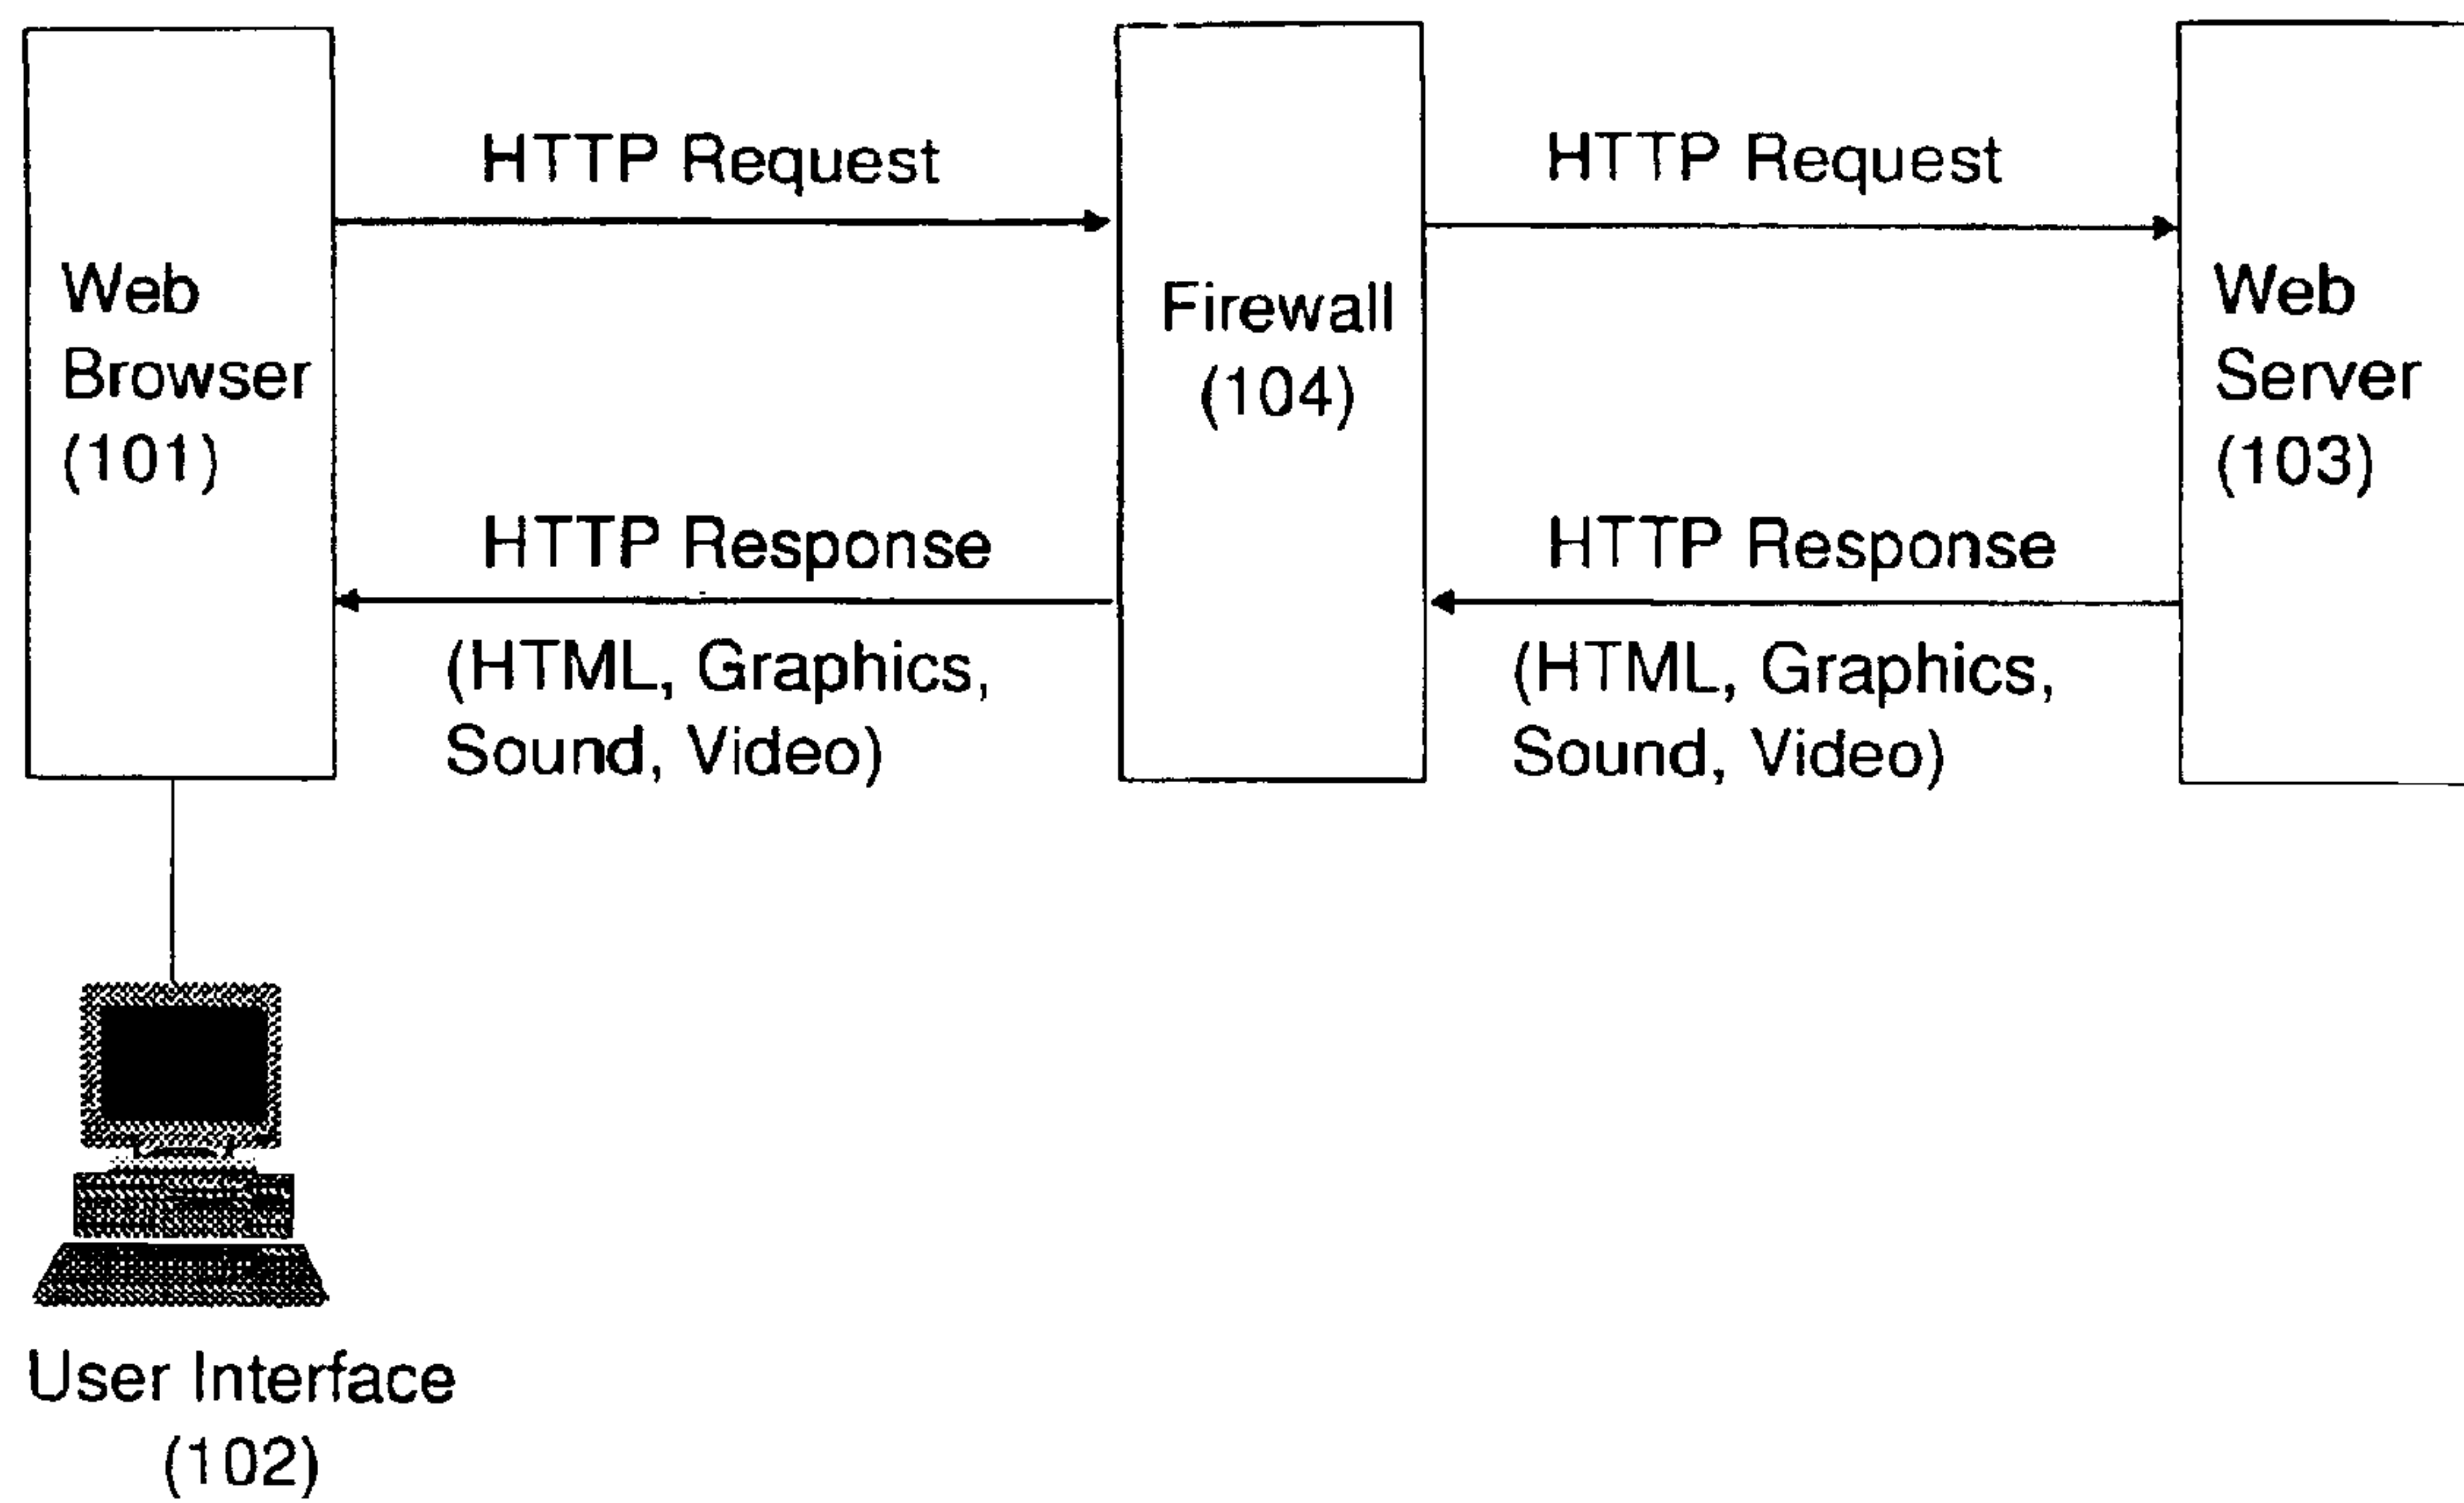 HTTP Request
HTTP Request
Web
Browser
(101)
Firewall
(104)
Web
Server
(103)
HTTP Response
HTTP Response
(HTML, Graphics,
Sound, Video)
(HTML, Graphics,
Sound, Video)
User Interface
(102)